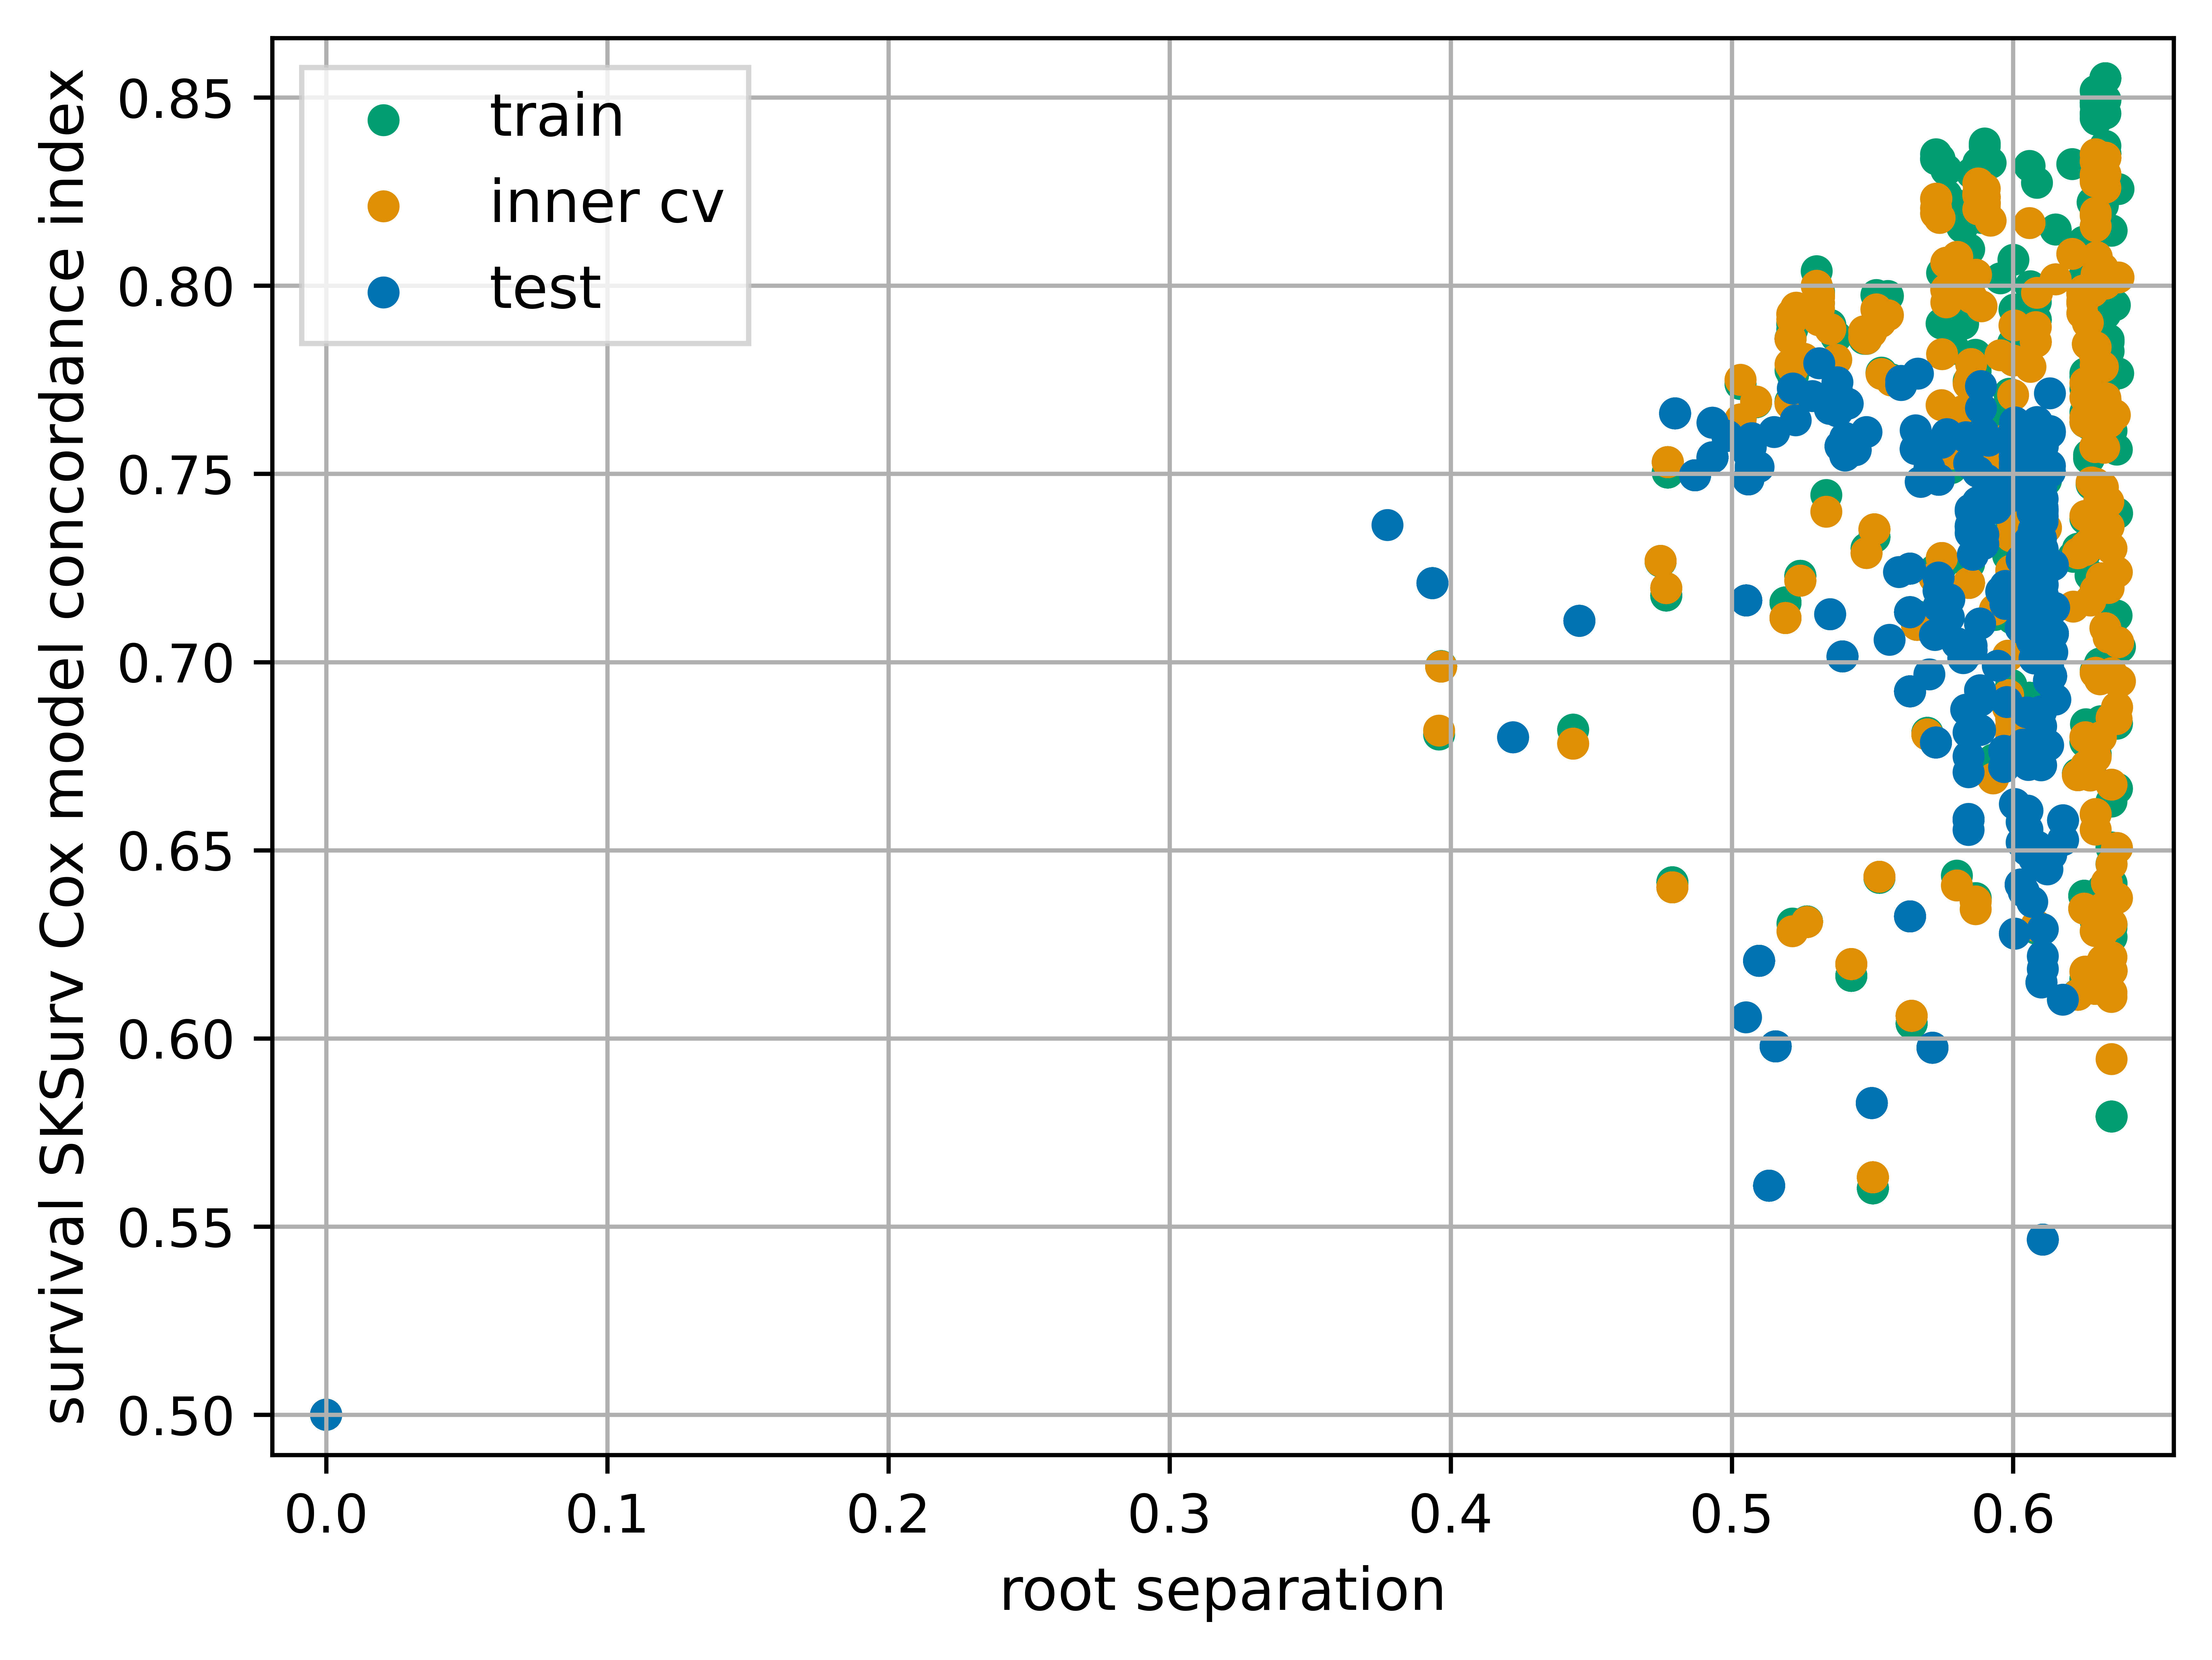 survival SKSurv Cox model concordance index
0.85
0.80
0.75
0.70
0.65
0.60
0.55
0.50
train
inner cv
test
0.0 0.1 0.2 0.3 0.4 0.5 0.6
root separation